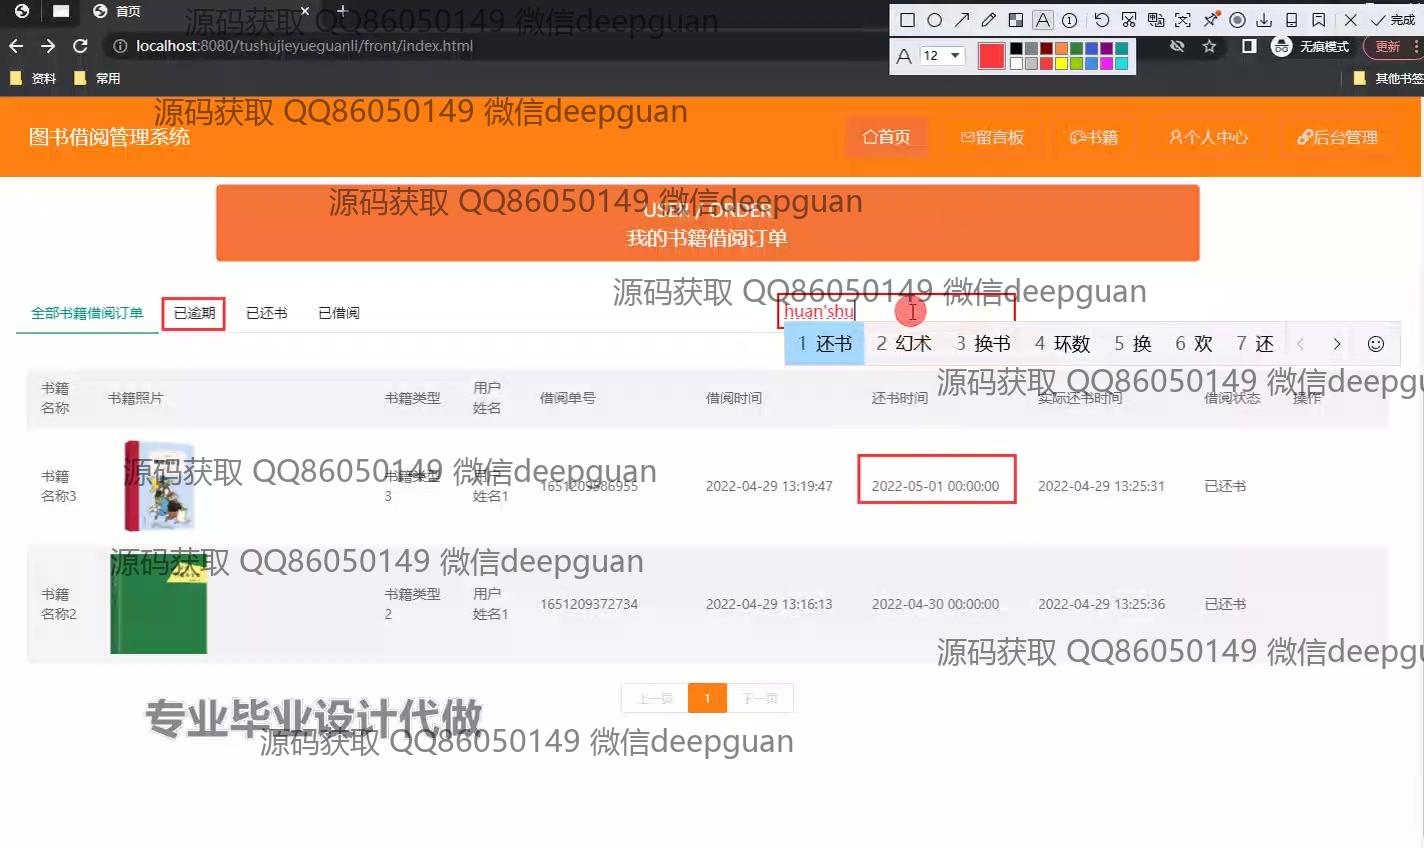 首页
完成
localhost:8080/tushujieyueguanli/front/index.html
A 12
无痕模式
更新
资料
常用
其他书签
源码获取 QQ86050149 微信deepguan
源码获取 QQ86050149 微信deepguan
图书借阅管理系统
首页
留言板
书籍
个人中心
后台管理
源码获取 QQ86050149 微信deepguan
USER / ORDER
我的书籍借阅订单
源码获取 QQ86050149 微信deepguan
全部书籍借阅订单
已逾期
已还书
已借阅
huan'shu
1 还书 2 幻术 3 换书 4 环数 5 换 6 欢 7 还
源码获取 QQ86050149 微信deepgu
书籍
名称
书籍照片
书籍类型
用户
姓名
借阅单号
借阅时间
还书时间
实际还书时间
借阅状态
操作
源码获取 QQ86050149 微信deepguan
书籍
名称3
书籍类型
3
用户
姓名1
1651209586955
2022-04-29 13:19:47
2022-05-01 00:00:00
2022-04-29 13:25:31
已还书
源码获取 QQ86050149 微信deepguan
书籍
名称2
书籍类型
2
用户
姓名1
1651209372734
2022-04-29 13:16:13
2022-04-30 00:00:00
2022-04-29 13:25:36
已还书
源码获取 QQ86050149 微信deepgu
上一页
1
下一页
专业毕业设计代做
源码获取 QQ86050149 微信deepguan